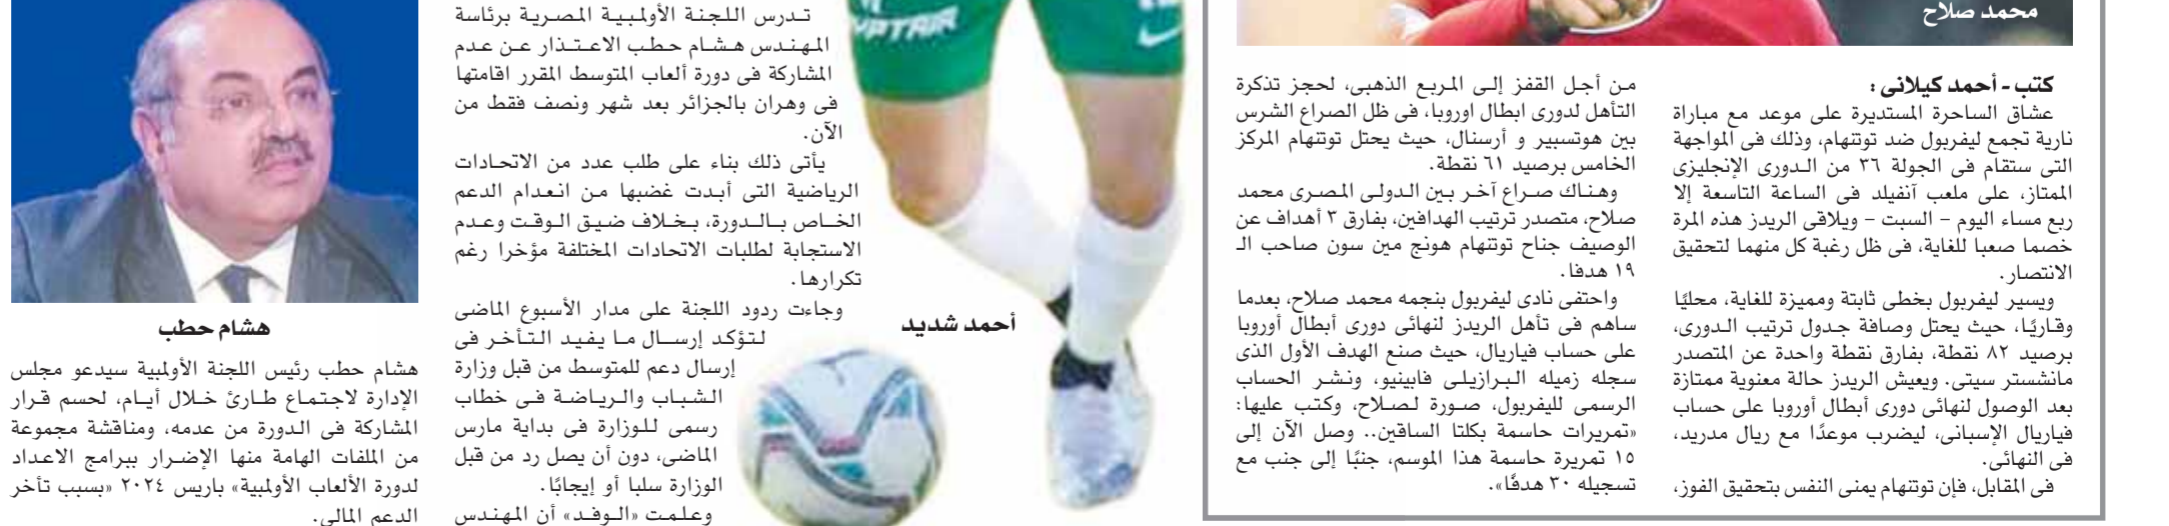 محمد صلاح
كتب - أحمد كيلانى :
عشاق الساحرة المستديرة على موعد مع مباراة
نارية تجمع ليفربول ضد توتنهام، وذلك فى المواجهة
التى ستقام فى الجولة ٣٦ من الدورى الإنجليزى
الممتاز، على ملعب آنفيلد فى الساعة التاسعة إلا
ربع مساء اليوم – السبت – ويلاقى الريدز هذه المرة
خصما صعبا للغاية، فى ظل رغبة كل منهما لتحقيق
الانتصار.
ويسير ليفربول بخطى ثابتة ومميزة للغاية، محليًا
وقاريًا، حيث يحتل وصافة جدول ترتيب الدورى،
برصيد ٨٢ نقطة، بفارق نقطة واحدة عن المتصدر
مانشستر سيتى. ويعيش الريدز حالة معنوية ممتازة
بعد الوصول لنهائى دورى أبطال أوروبا على حساب
فياريال الإسبانى، ليضرب موعدًا مع ريال مدريد،
فى النهائى.
فى المقابل، فإن توتنهام يمنى النفس بتحقيق الفوز،
من أجل القفز إلى المربع الذهبى، لحجز تذكرة
التأهل لدورى ابطال اوروبا، فى ظل الصراع الشرس
بين هوتسبير و أرسنال، حيث يحتل توتنهام المركز
الخامس برصيد ٦١ نقطة.
وهناك صراع آخر بين الدولى المصرى محمد
صلاح، متصدر ترتيب الهدافين، بفارق ٣ أهداف عن
الوصيف جناح توتنهام هونج مين سون صاحب الـ
١٩ هدفا.
واحتفى نادى ليفربول بنجمه محمد صلاح، بعدما
ساهم فى تأهل الريدز لنهائى دورى أبطال أوروبا
على حساب فياريال، حيث صنع الهدف الأول الذى
سجله زميله البرازيلى فابينيو، ونشر الحساب
الرسمى لليفربول، صورة لصلاح، وكتب عليها:
«تمريرات حاسمة بكلتا الساقين.. وصل الآن إلى
١٥ تمريرة حاسمة هذا الموسم، جنبًا إلى جنب مع
تسجيله ٣٠ هدفًا».
أحمد شديد
تدرس اللجنة الأولمبية المصرية برئاسة
المهندس هشام حطب الاعتذار عن عدم
المشاركة فى دورة ألعاب المتوسط المقرر اقامتها
فى وهران بالجزائر بعد شهر ونصف فقط من
الآن.
يأتى ذلك بناء على طلب عدد من الاتحادات
الرياضية التى أبدت غضبها من انعدام الدعم
الخاص بالدورة، بخلاف ضيق الوقت وعدم
الاستجابة لطلبات الاتحادات المختلفة مؤخرا رغم
تكرارها.
وجاءت ردود اللجنة على مدار الأسبوع الماضى
لتؤكد إرسال ما يفيد التأخر فى
إرسال دعم للمتوسط من قبل وزارة
الشباب والرياضة فى خطاب
رسمى للوزارة فى بداية مارس
الماضى، دون أن يصل رد من قبل
الوزارة سلبا أو إيجابًا.
وعلمت «الوفد» أن المهندس
هشام حطب
هشام حطب رئيس اللجنة الأولمبية سيدعو مجلس
الإدارة لاجتماع طارئ خلال أيام، لحسم قرار
المشاركة فى الدورة من عدمه، ومناقشة مجموعة
من الملفات الهامة منها الإضرار ببرامج الاعداد
لدورة الألعاب الأولمبية» باريس ٢٠٢٤ «بسبب تأخر
الدعم المالى.